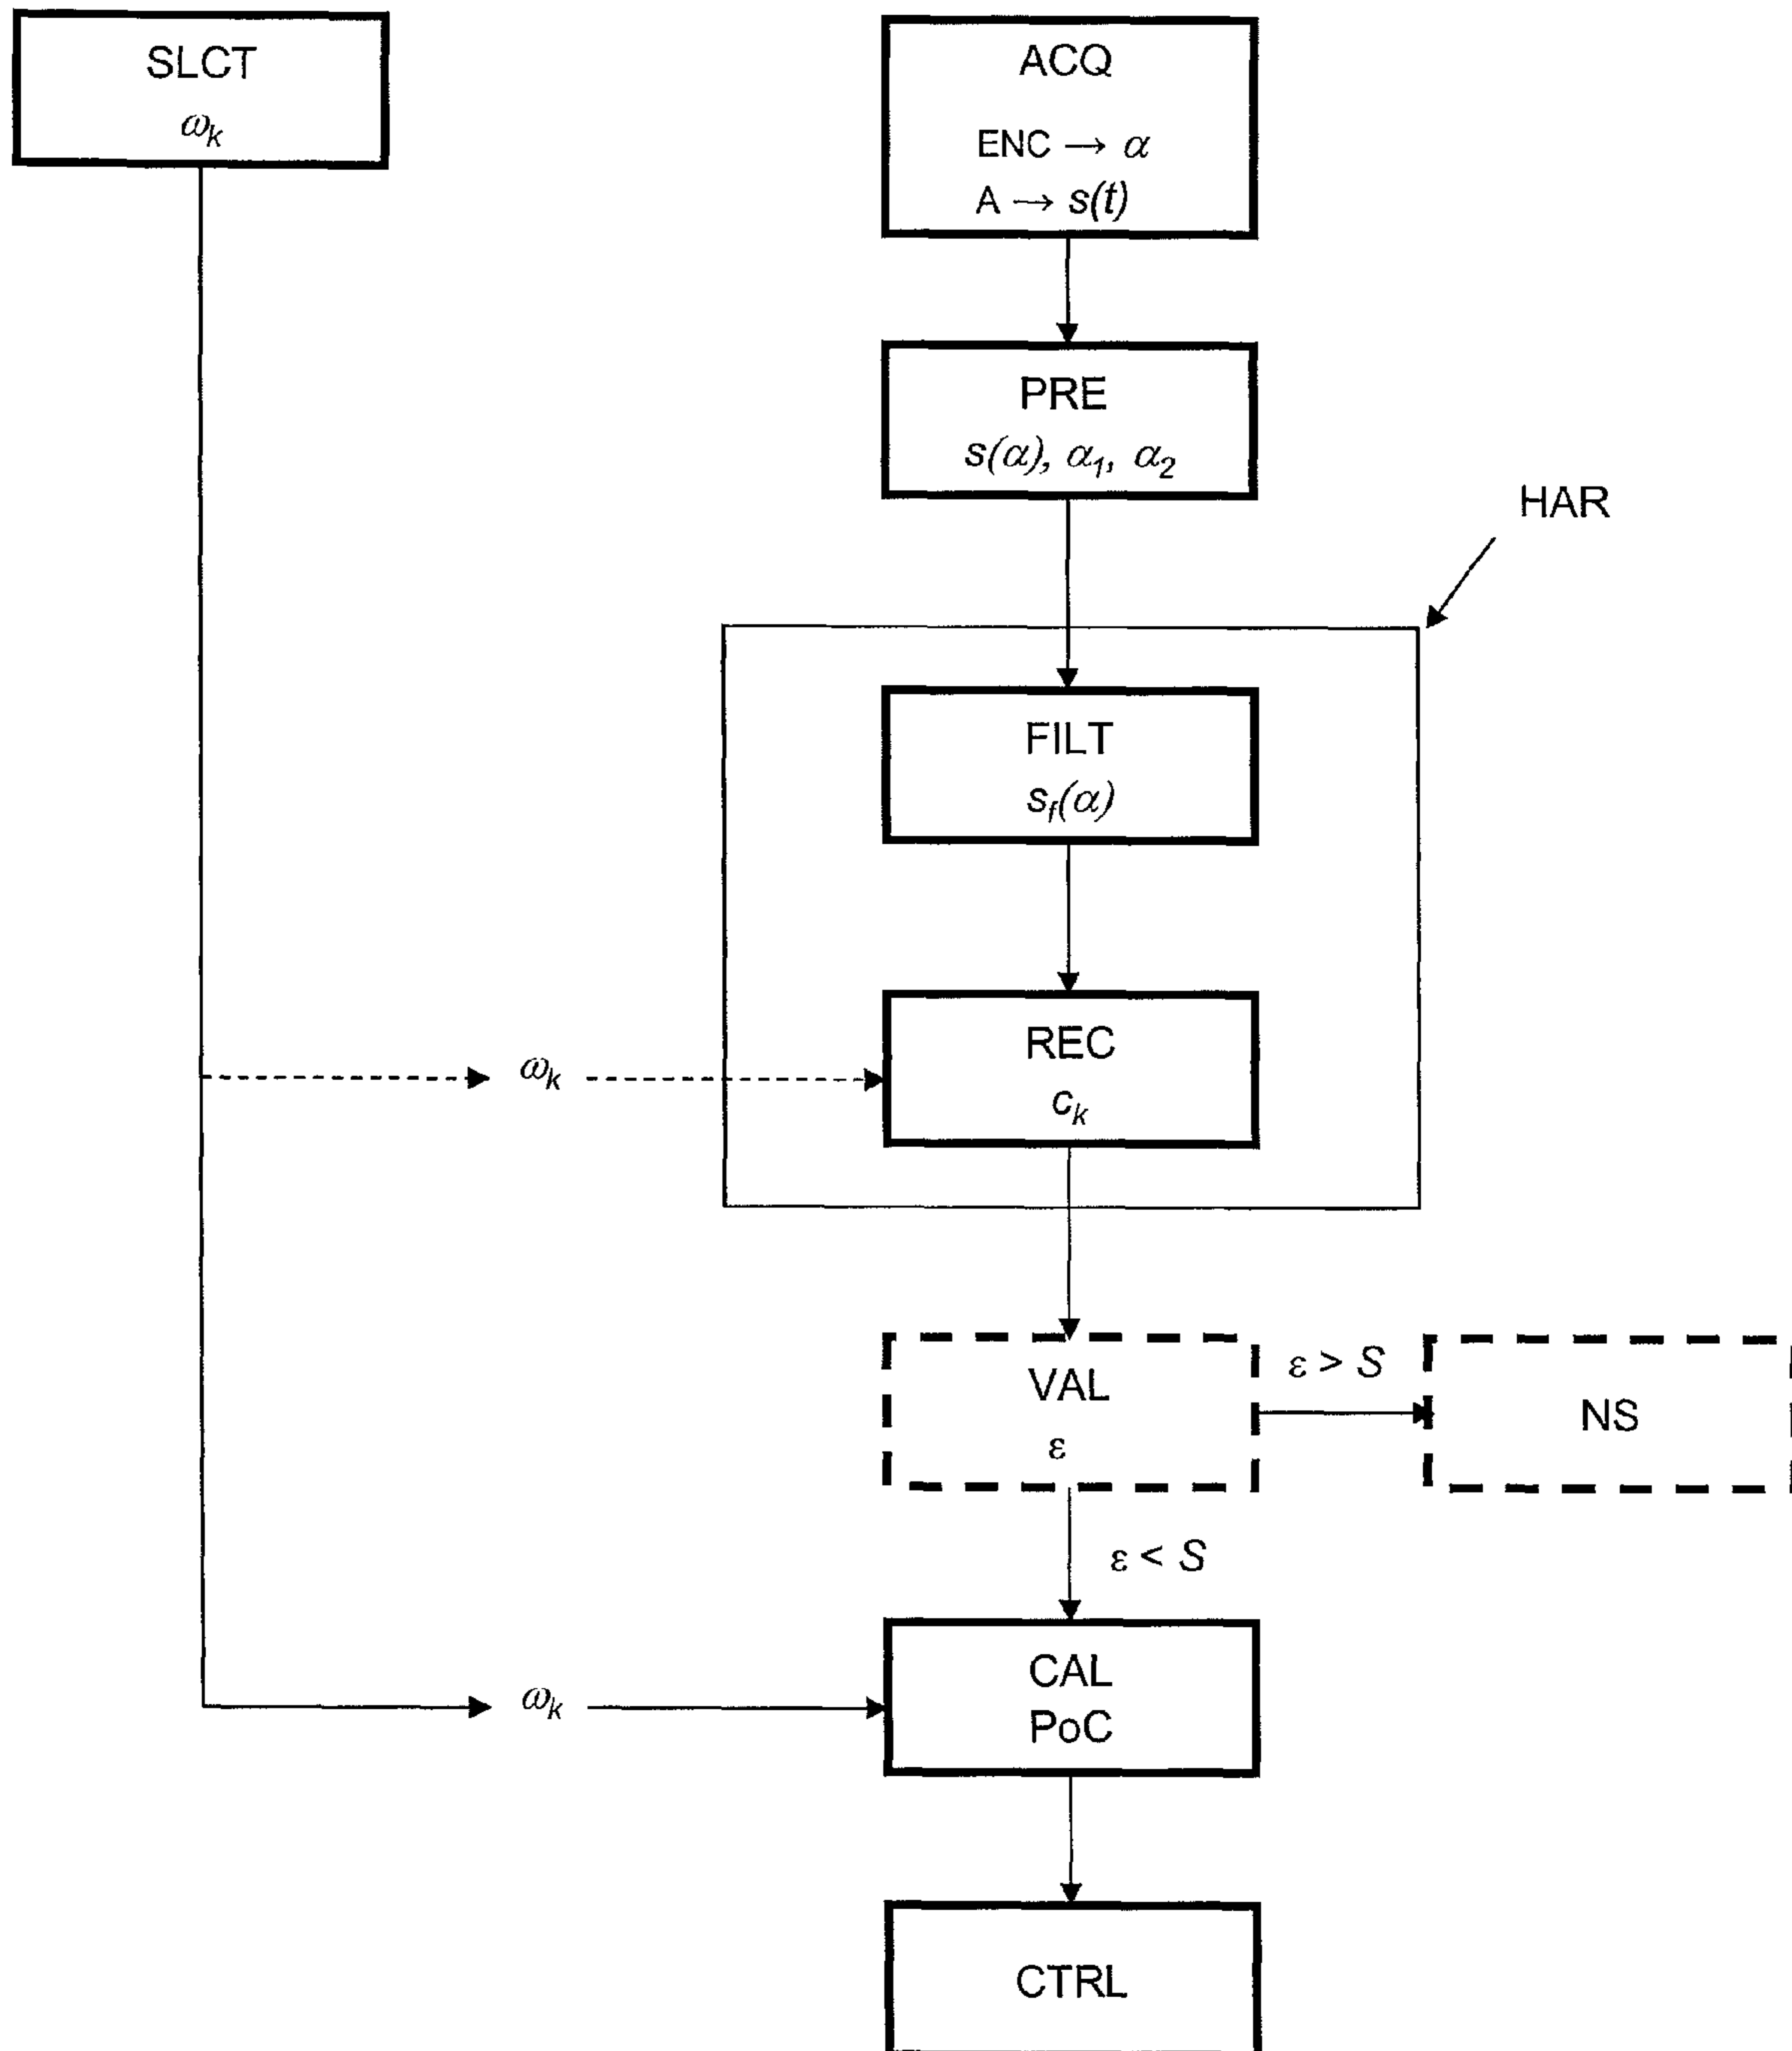 SLCT
ωk
ACQ
ENC → α
A → s(t)
PRE
s(α), α1, α2
HAR
FILT
sf(α)
REC
ck
ωk
VAL
ε
ε > S
NS
ε < S
CAL
PoC
ωk
CTRL